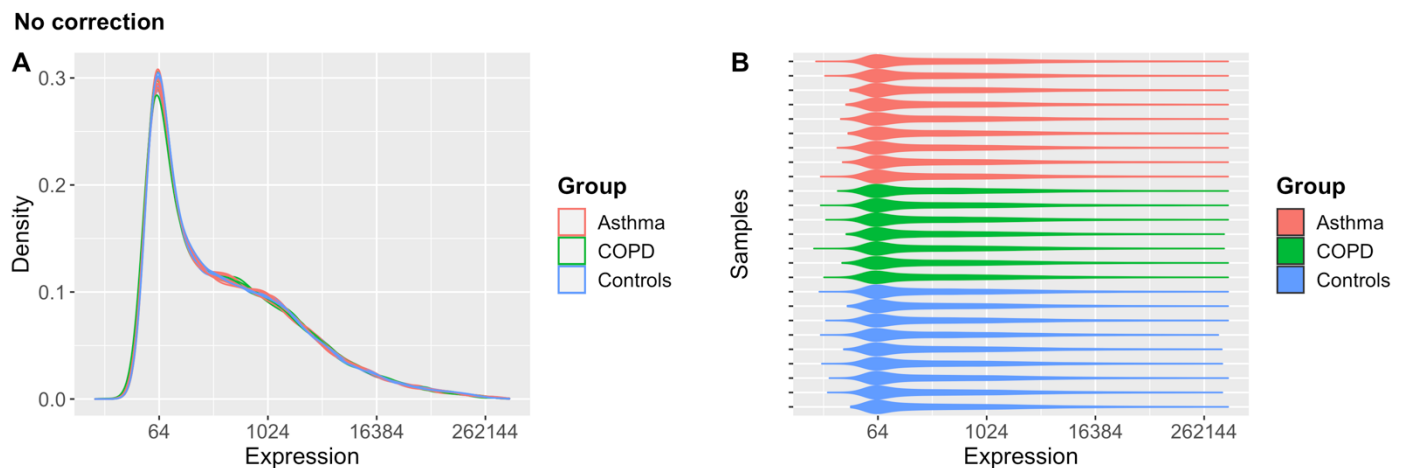 No correction
A
0.3
0.2
0.1
0.0
Density
64
1024
16384
262144
Expression
Group
Asthma
COPD
Controls
B
Samples
64
1024
16384
262144
Expression
Group
Asthma
COPD
Controls